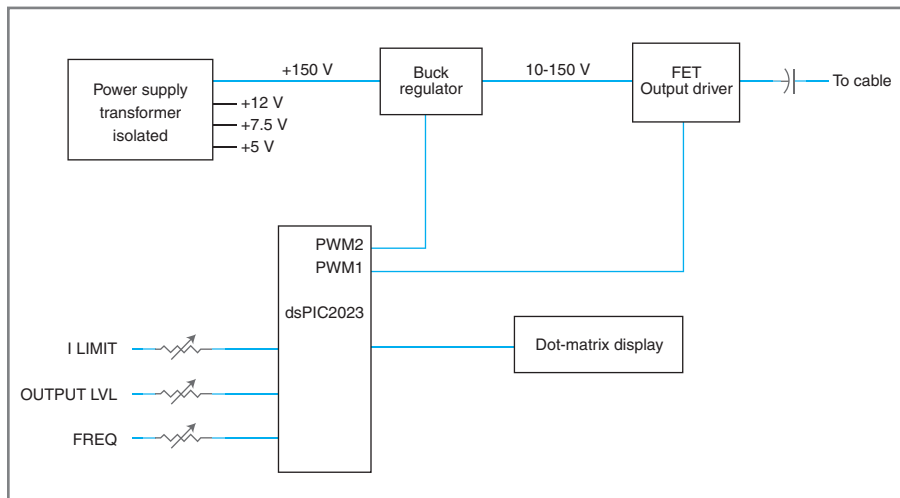 +150 V
Buck
regulator
10-150 V
FET
Output driver
To cable
Power supply
transformer
isolated
+12 V
+7.5 V
+5 V
PWM2
PWM1
dsPIC2023
Dot-matrix display
I LIMIT
OUTPUT LVL
FREQ